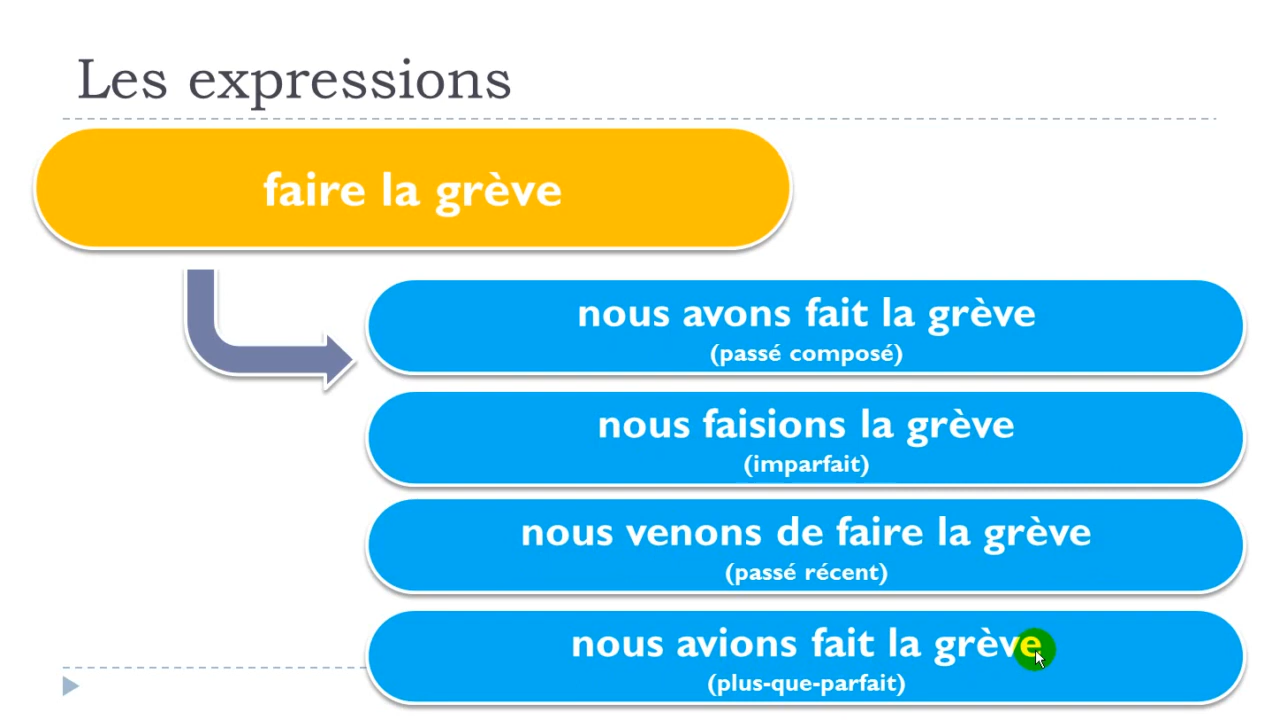 Les expressions
faire la grève
nous avons fait la grève
(passé composé)
nous faisions la grève
(imparfait)
nous venons de faire la grève
(passé récent)
nous avions fait la grève
(plus-que-parfait)